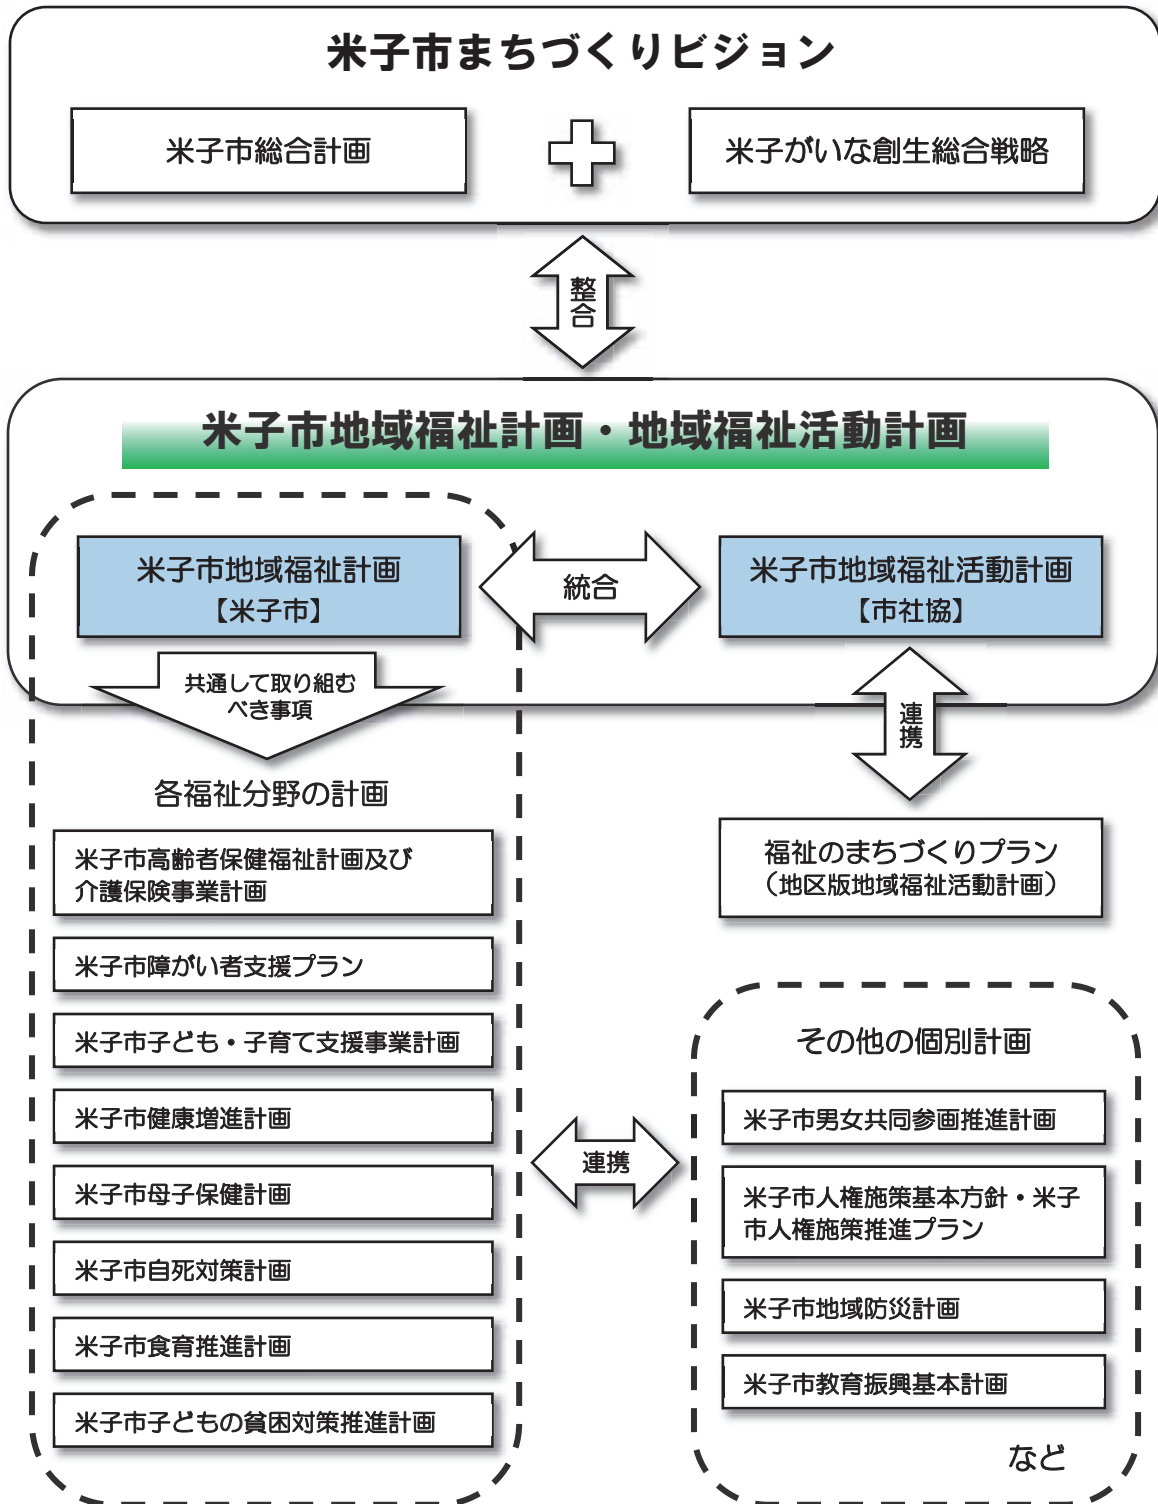 米子市まちづくりビジョン
米子市総合計画
米子がいな創生総合戦略
整合
米子市地域福祉計画・地域福祉活動計画
米子市地域福祉計画
【米子市】
統合
米子市地域福祉活動計画
【市社協】
共通して取り組む
べき事項
連携
各福祉分野の計画
米子市高齢者保健福祉計画及び
介護保険事業計画
米子市障がい者支援プラン
米子市子ども・子育て支援事業計画
米子市健康増進計画
米子市母子保健計画
米子市自死対策計画
米子市食育推進計画
米子市子どもの貧困対策推進計画
福祉のまちづくりプラン
（地区版地域福祉活動計画）
連携
その他の個別計画
米子市男女共同参画推進計画
米子市人権施策基本方針・米子
市人権施策推進プラン
米子市地域防災計画
米子市教育振興基本計画
など